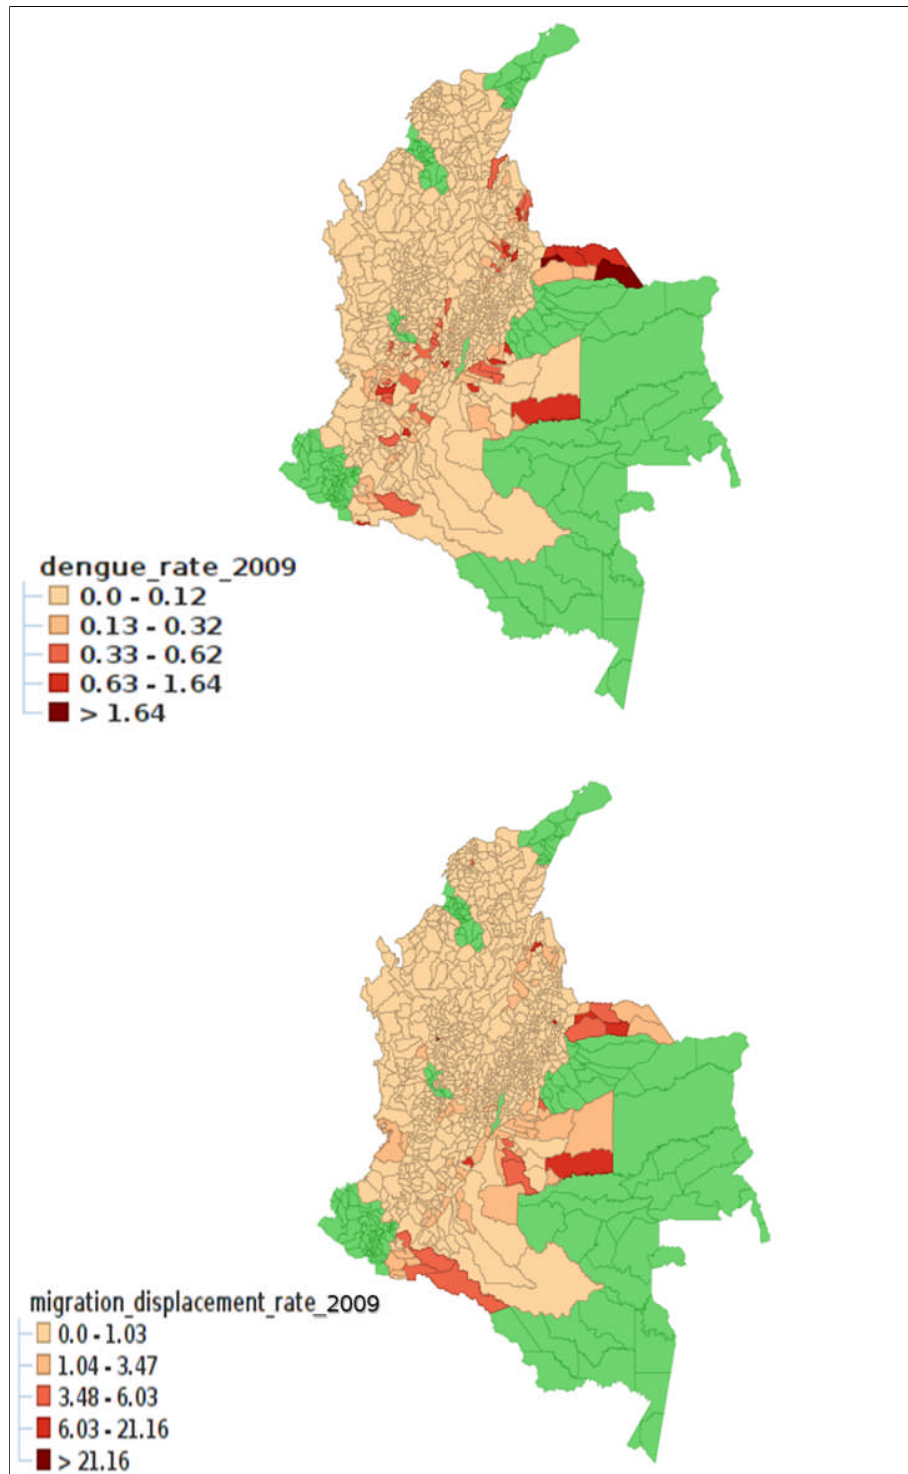 dengue_rate_2009
0.0 - 0.12
0.13 - 0.32
0.33 - 0.62
0.63 - 1.64
> 1.64
migration_displacement_rate_2009
0.0 - 1.03
1.04 - 3.47
3.48 - 6.03
6.03 - 21.16
> 21.16